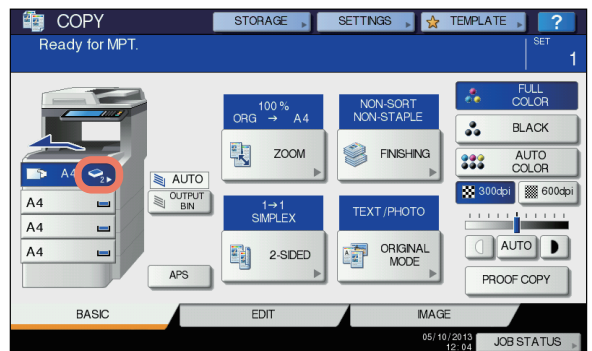 COPY
STORAGE
SETTINGS
TEMPLATE
?
Ready for MPT.
SET
1
A4
2
A4
A4
A4
AUTO
OUTPUT
BIN
APS
100 %
ORG → A4
ZOOM
NON-SORT
NON-STAPLE
FINISHING
1→1
SIMPLEX
2-SIDED
TEXT/PHOTO
ORIGINAL
MODE
FULL
COLOR
BLACK
AUTO
COLOR
300dpi
600dpi
AUTO
PROOF COPY
BASIC
EDIT
IMAGE
05/10/2013
12:04
JOB STATUS